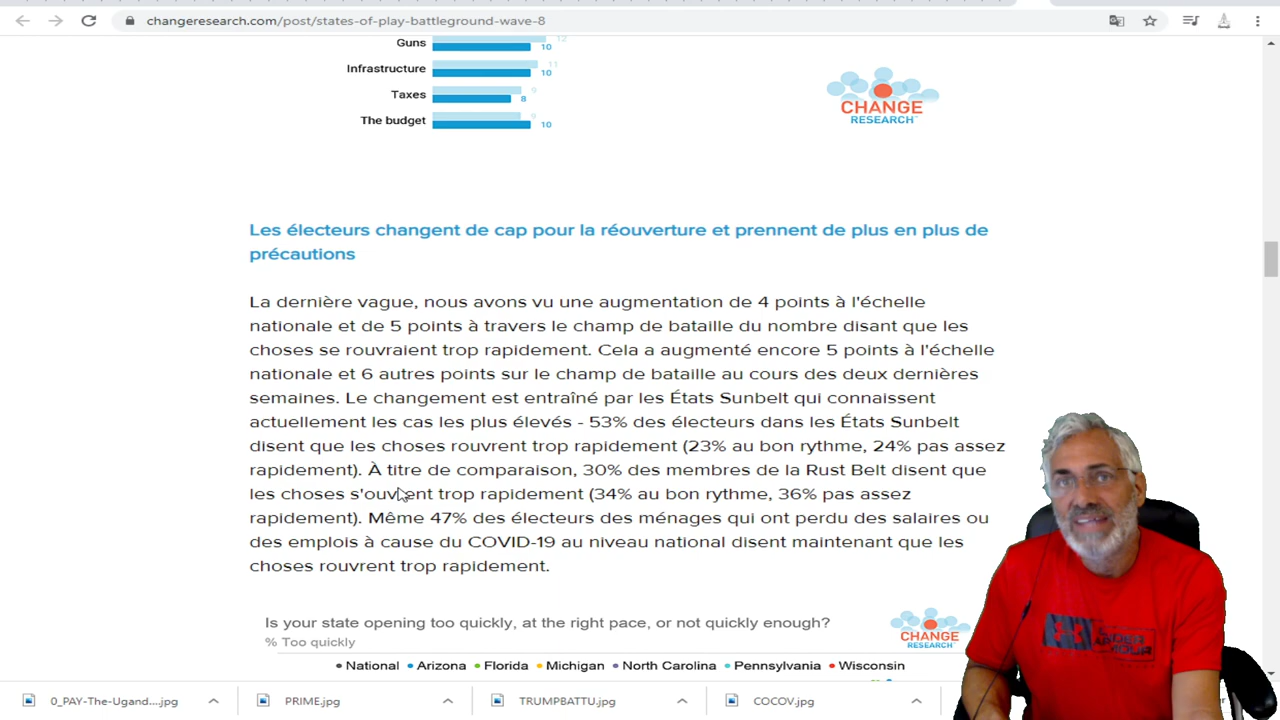 changeresearch.com/post/states-of-play-battleground-wave-8
Guns 12
10
Infrastructure 11
10
Taxes 9
8
The budget 9
10
CHANGE
RESEARCH
Les électeurs changent de cap pour la réouverture et prennent de plus en plus de
précautions
La dernière vague, nous avons vu une augmentation de 4 points à l'échelle
nationale et de 5 points à travers le champ de bataille du nombre disant que les
choses se rouvraient trop rapidement. Cela a augmenté encore 5 points à l'échelle
nationale et 6 autres points sur le champ de bataille au cours des deux dernières
semaines. Le changement est entraîné par les États Sunbelt qui connaissent
actuellement les cas les plus élevés - 53% des électeurs dans les États Sunbelt
disent que les choses rouvrent trop rapidement (23% au bon rythme, 24% pas assez
rapidement). À titre de comparaison, 30% des membres de la Rust Belt disent que
les choses s'ouvrent trop rapidement (34% au bon rythme, 36% pas assez
rapidement). Même 47% des électeurs des ménages qui ont perdu des salaires ou
des emplois à cause du COVID-19 au niveau national disent maintenant que les
choses rouvrent trop rapidement.
Is your state opening too quickly, at the right pace, or not quickly enough?
% Too quickly
CHANGE
RESEARCH
National Arizona Florida Michigan North Carolina Pennsylvania Wisconsin
UNDER
ARMOUR
0_PAY-The-Ugand....jpg PRIME.jpg TRUMPBATTU.jpg COCOV.jpg